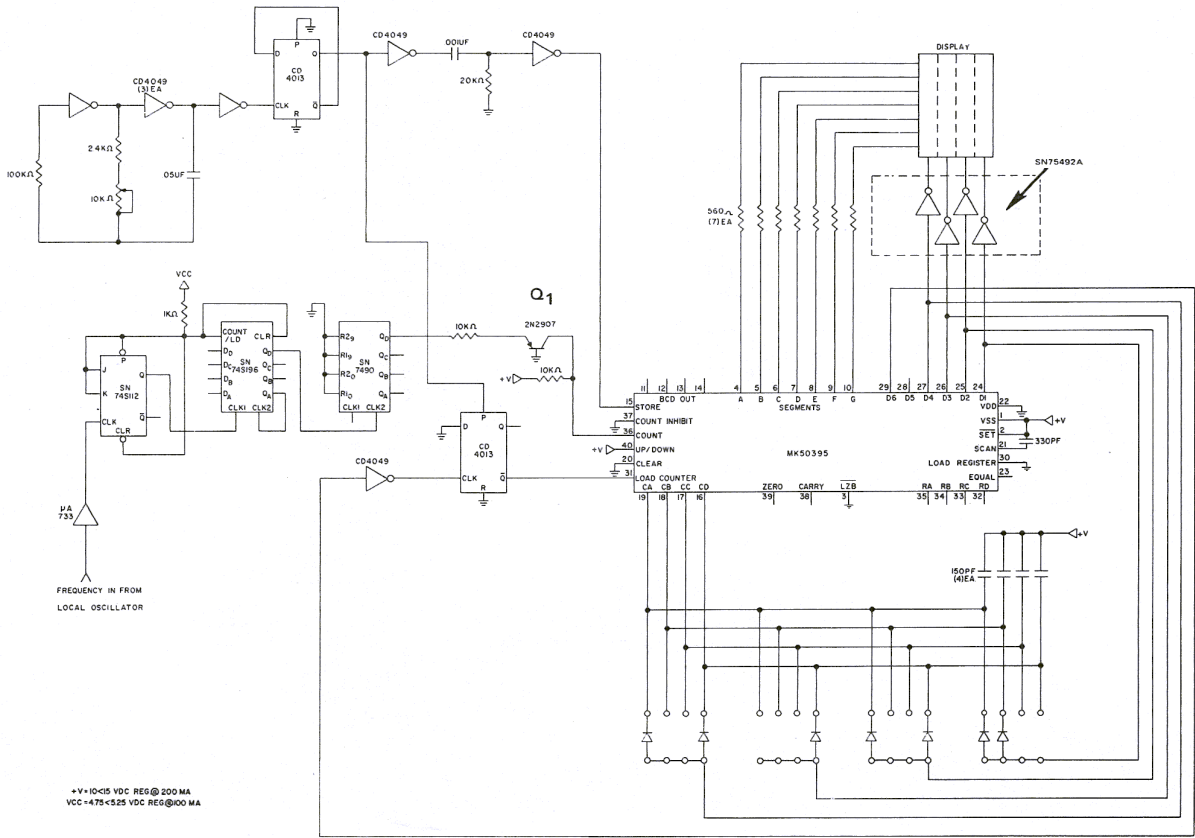 CD4049
.001UF
CD4049
DISPLAY
P
D
Q
CD
4013
CLK
Q
R
CD4049
(3) EA
20KΩ
2.4KΩ
100KΩ
.05UF
10KΩ
SN75492A
560Ω
(7) EA
VCC
1KΩ
Q1
2N2907
10KΩ
+V
10KΩ
COUNT
/LD
CLR
DD
QD
DC
SN
74S196
QC
DB
QB
DA
QA
CLK1
CLK2
R29
QD
R19
SN
7490
QC
R20
QB
R10
QA
CLK1
CLK2
P
J
Q
SN
74S112
K
Q
CLK
CLR
11
12
13
14
4
5
6
7
8
9
10
29
28
27
26
25
24
BCD OUT
A
B
C
D
E
F
G
D6
D5
D4
D3
D2
D1
SEGMENTS
15
STORE
37
COUNT INHIBIT
36
COUNT
+V
40
UP/DOWN
20
CLEAR
31
LOAD COUNTER
VDD
22
VSS
1
+V
SET
2
330PF
SCAN
21
LOAD REGISTER
30
EQUAL
23
MK50395
CA
CB
CC
CD
ZERO
CARRY
LZB
RA
RB
RC
RD
19
18
17
16
39
38
3
35
34
33
32
P
D
Q
CD
4013
CLK
Q
R
CD4049
µA
733
FREQUENCY IN FROM
LOCAL OSCILLATOR
+V
150PF
(4) EA.
+V=10<15 VDC REG@ 200 MA
VCC =4.75<5.25 VDC REG@100 MA